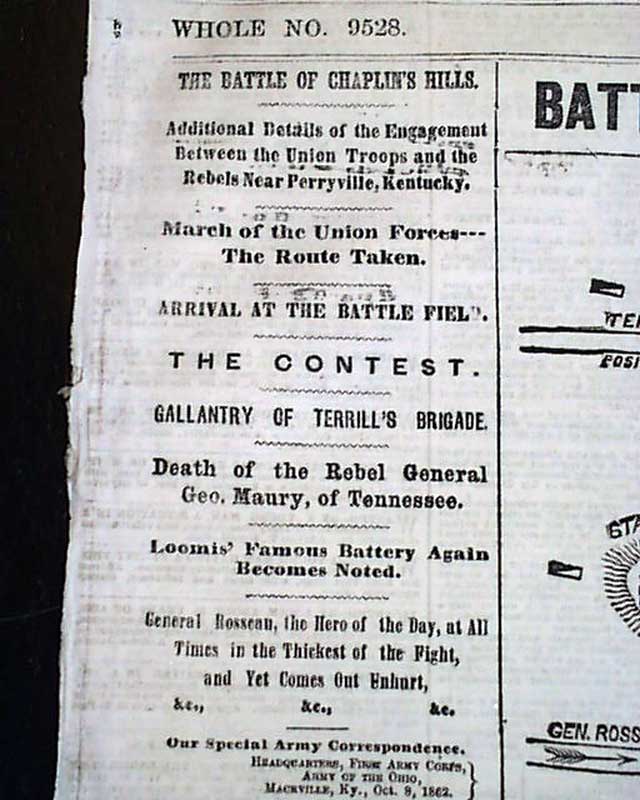 WHOLE NO. 9528.
THE BATTLE OF CHAPLIN'S HILLS.
Additional Details of the Engagement
Between the Union Troops and the
Rebels Near Perryville, Kentucky.
March of the Union Forces---
The Route Taken.
ARRIVAL AT THE BATTLE FIELD.
THE CONTEST.
GALLANTRY OF TERRILL'S BRIGADE.
Death of the Rebel General
Geo. Maury, of Tennessee.
Loomis' Famous Battery Again
Becomes Noted.
General Rosseau, the Hero of the Day, at All
Times in the Thickest of the Fight,
and Yet Comes Out Unhurt,
&c., &c., &c.
Our Special Army Correspondence.
HEADQUARTERS, FIRST ARMY CORPS,
ARMY OF THE OHIO,
MACKVILLE, KY., Oct. 9, 1862.
BATT
TE
POSI
STA
GEN. ROSS